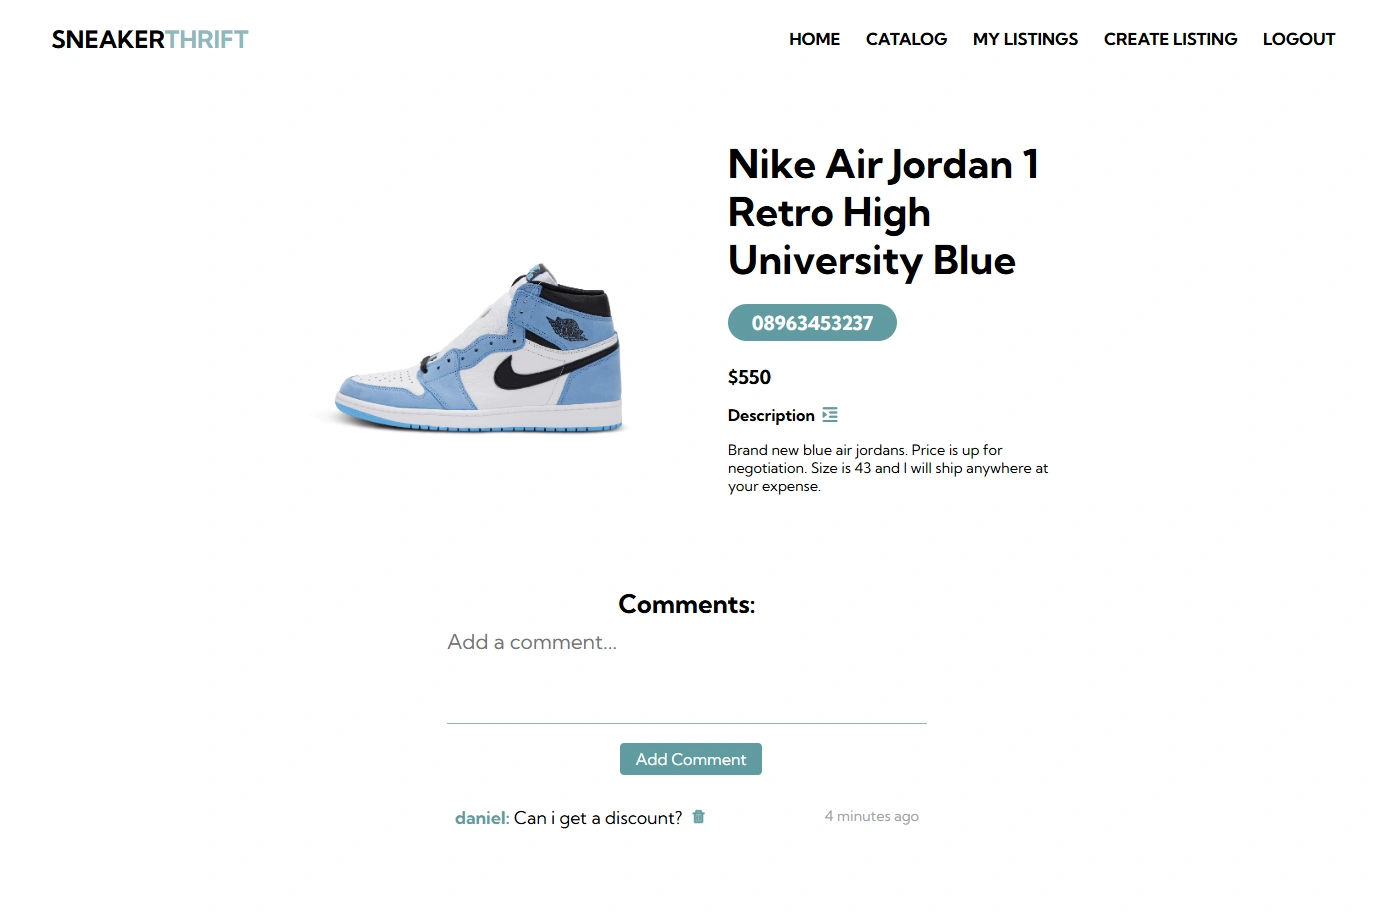 SNEAKERTHRIFT
HOME CATALOG MY LISTINGS CREATE LISTING LOGOUT
Nike Air Jordan 1
Retro High
University Blue
08963453237
$550
Description
Brand new blue air jordans. Price is up for
negotiation. Size is 43 and I will ship anywhere at
your expense.
Comments:
Add a comment...
Add Comment
daniel: Can i get a discount? 4 minutes ago